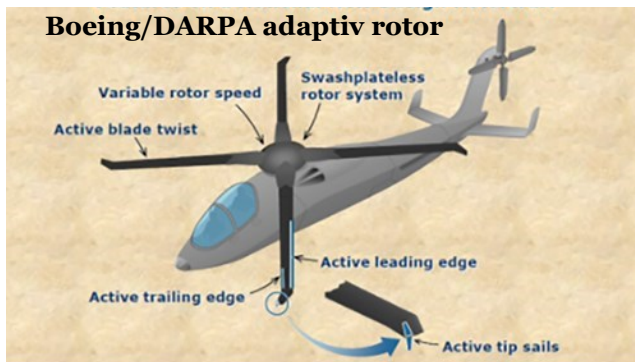 Boeing/DARPA adaptiv rotor
Swashplateless
rotor system
Variable rotor speed
Active blade twist
Active leading edge
Active trailing edge
Active tip sails